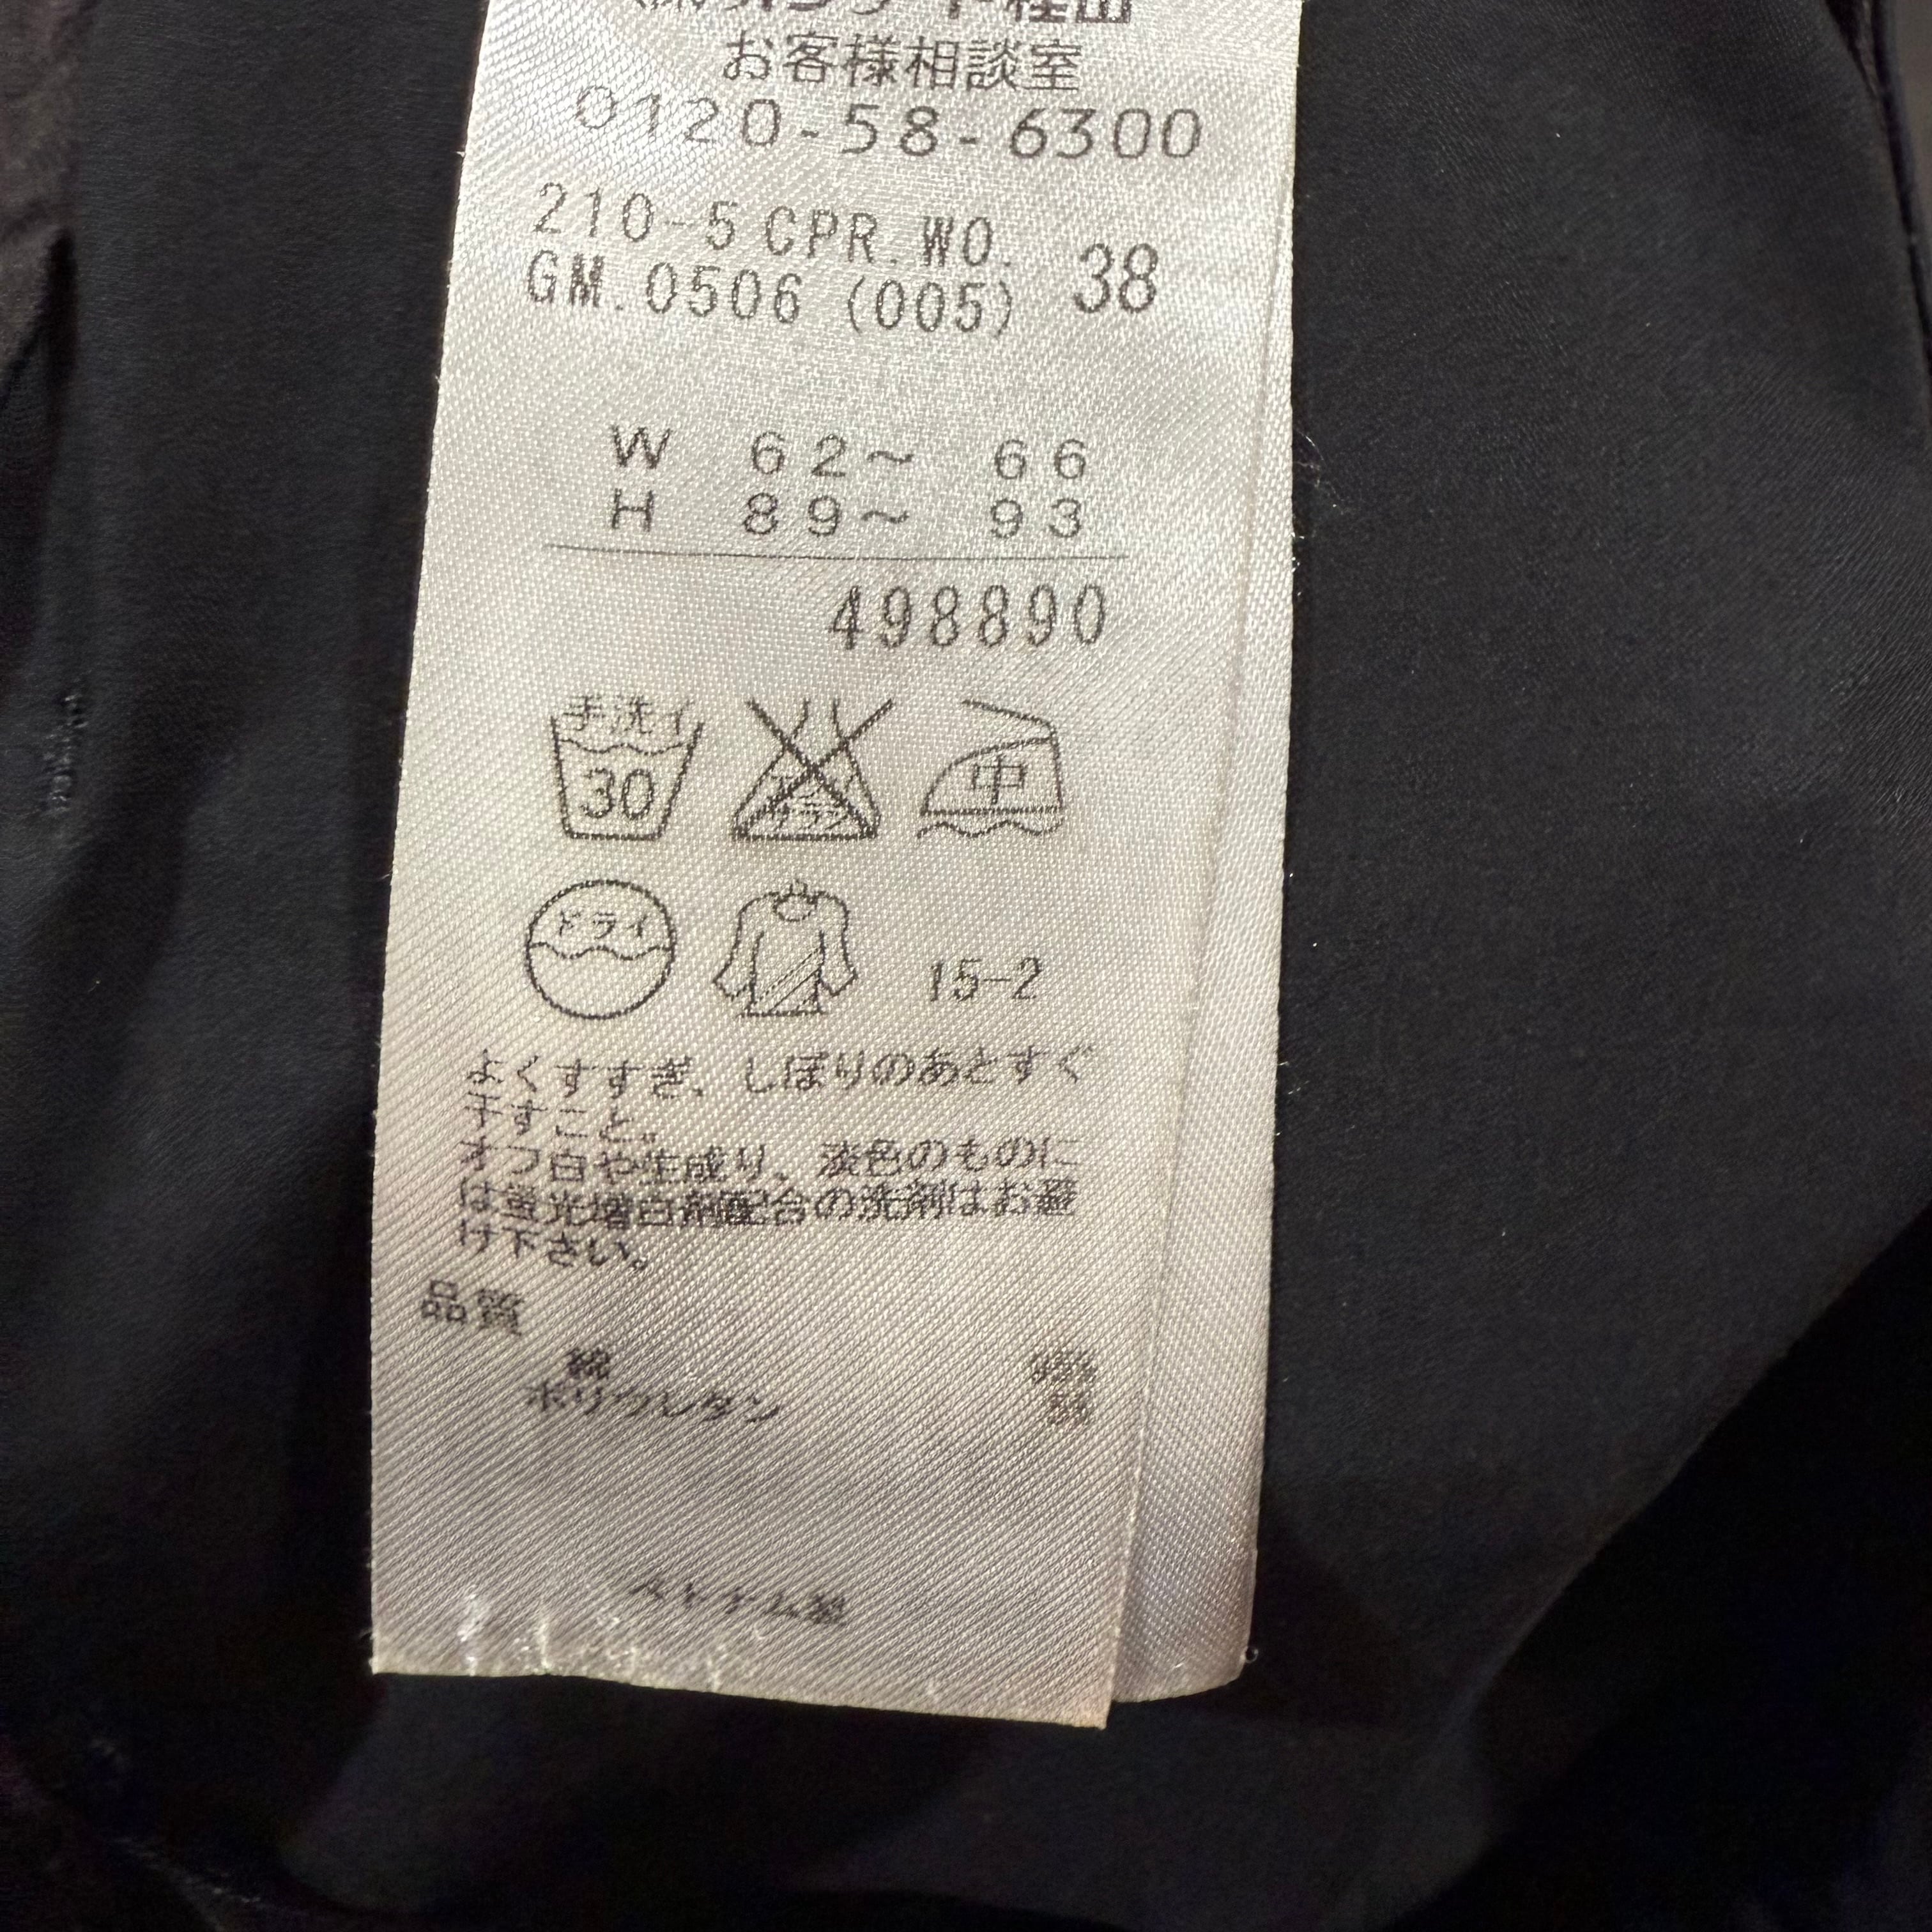 お客様相談室
0120-58-6300
210-5 CPR.WO. 38
GM.0506 (005)
W 62～ 66
H 89～ 93
498890
手洗イ
30
中
ドライ
15-2
よくすすぎ、しぼりのあとすぐ
干すこと。
オフ白や生成り、淡色のものに
は蛍光増白剤配合の洗剤はお避
け下さい。
品質
綿 95%
ポリウレタン 5%
ベトナム製